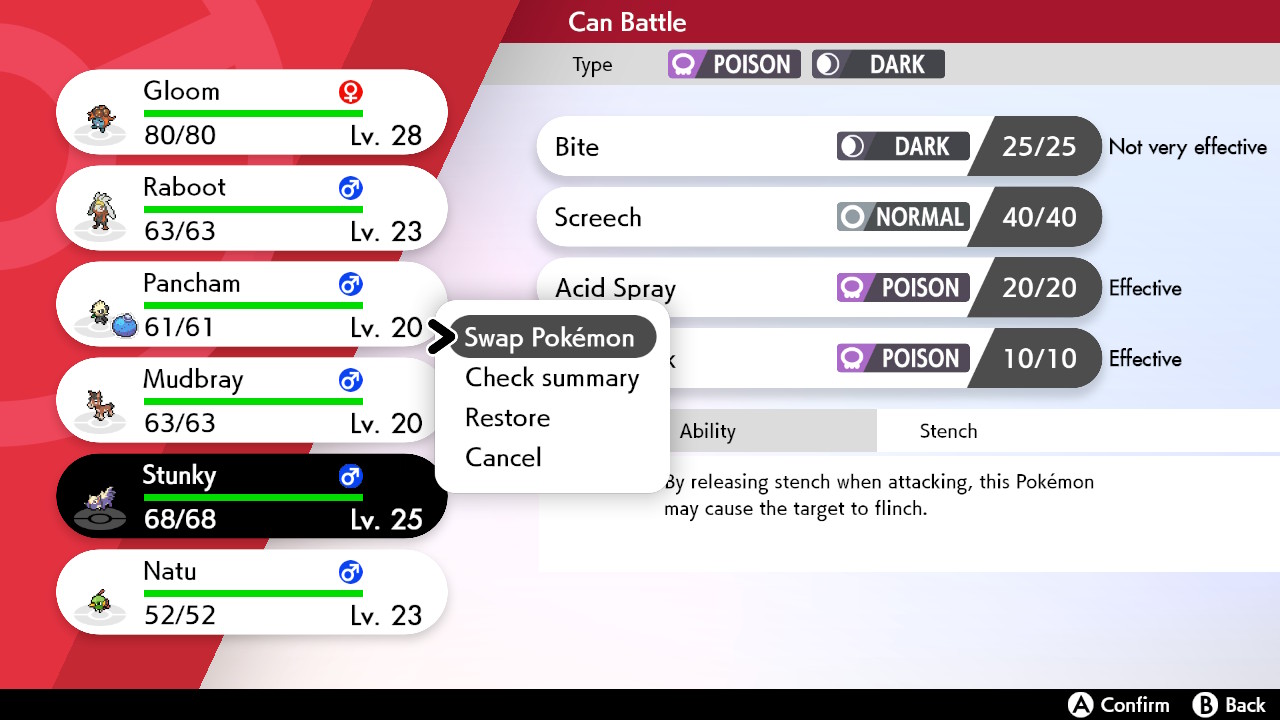 Can Battle
Type POISON DARK
Gloom
80/80 Lv. 28
Raboot
63/63 Lv. 23
Pancham
61/61 Lv. 20
Mudbray
63/63 Lv. 20
Stunky
68/68 Lv. 25
Natu
52/52 Lv. 23
Bite DARK 25/25 Not very effective
Screech NORMAL 40/40
Acid Spray POISON 20/20 Effective
POISON 10/10 Effective
Swap Pokémon
Check summary
Restore
Cancel
Ability Stench
By releasing stench when attacking, this Pokémon
may cause the target to flinch.
A Confirm B Back